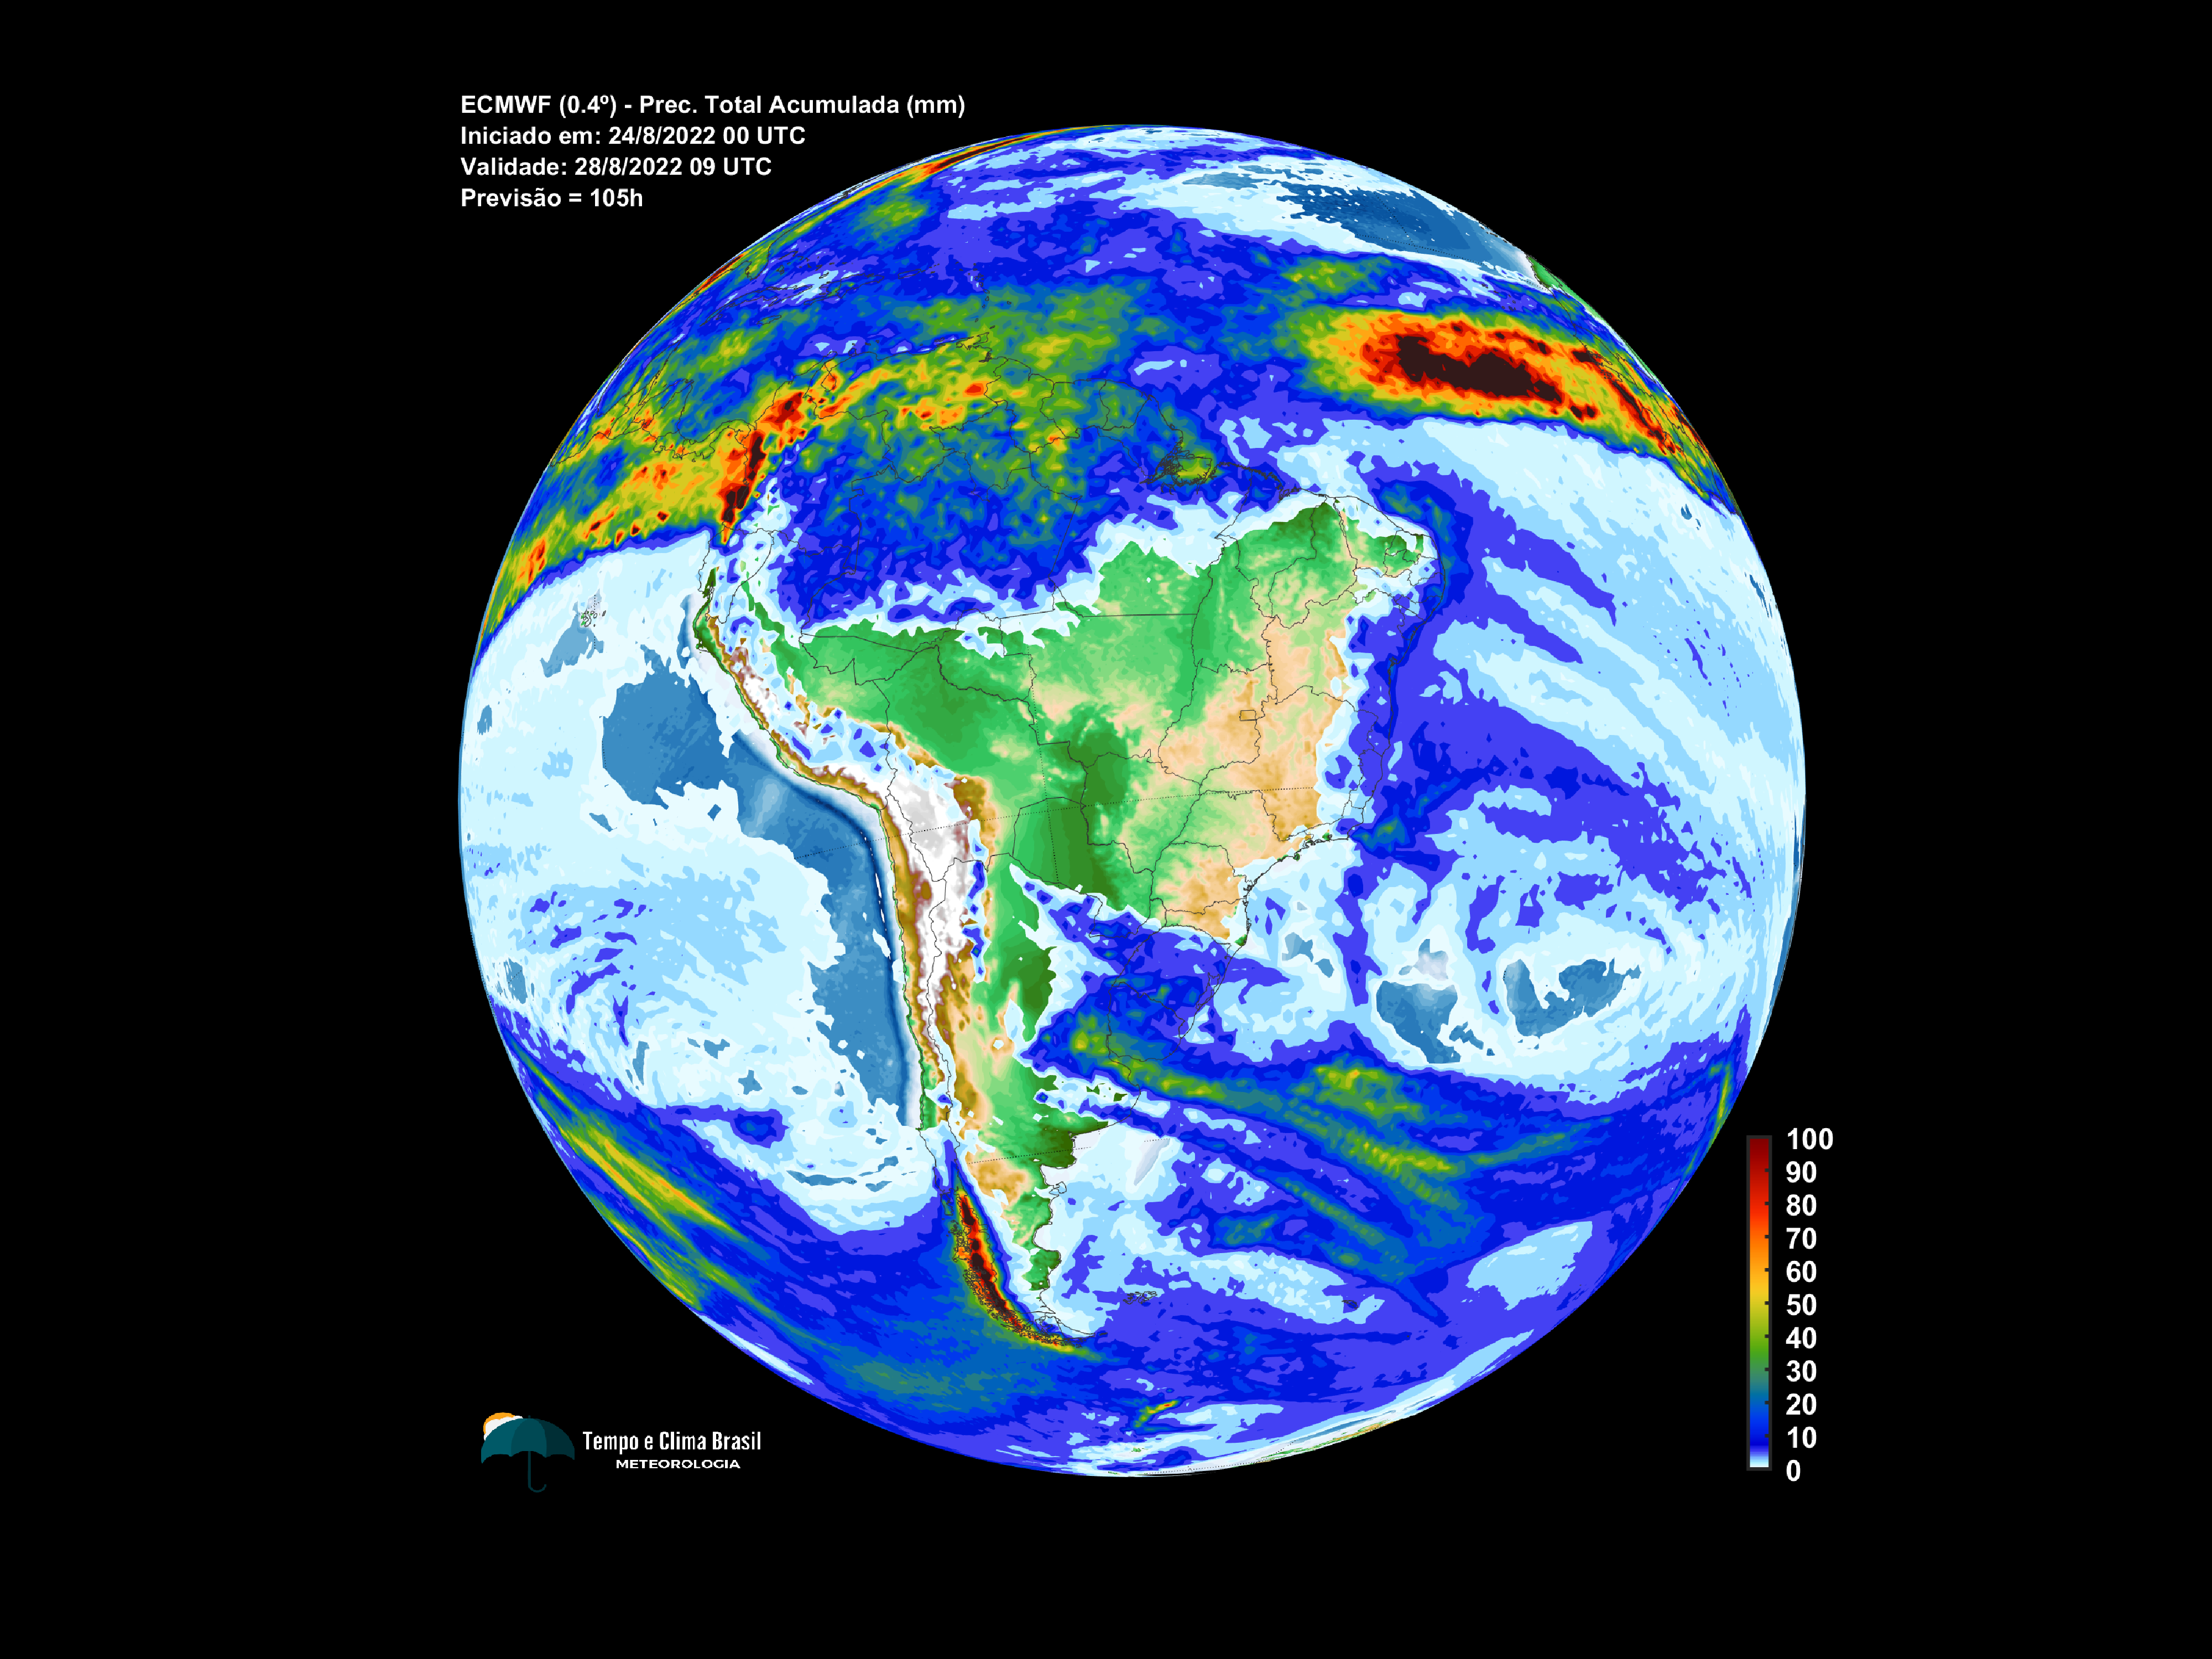 ECMWF (0.4º) - Prec. Total Acumulada (mm)
Iniciado em: 24/8/2022 00 UTC
Validade: 28/8/2022 09 UTC
Previsão = 105h
100
90
80
70
60
50
40
30
20
10
0
Tempo e Clima Brasil
METEOROLOGIA